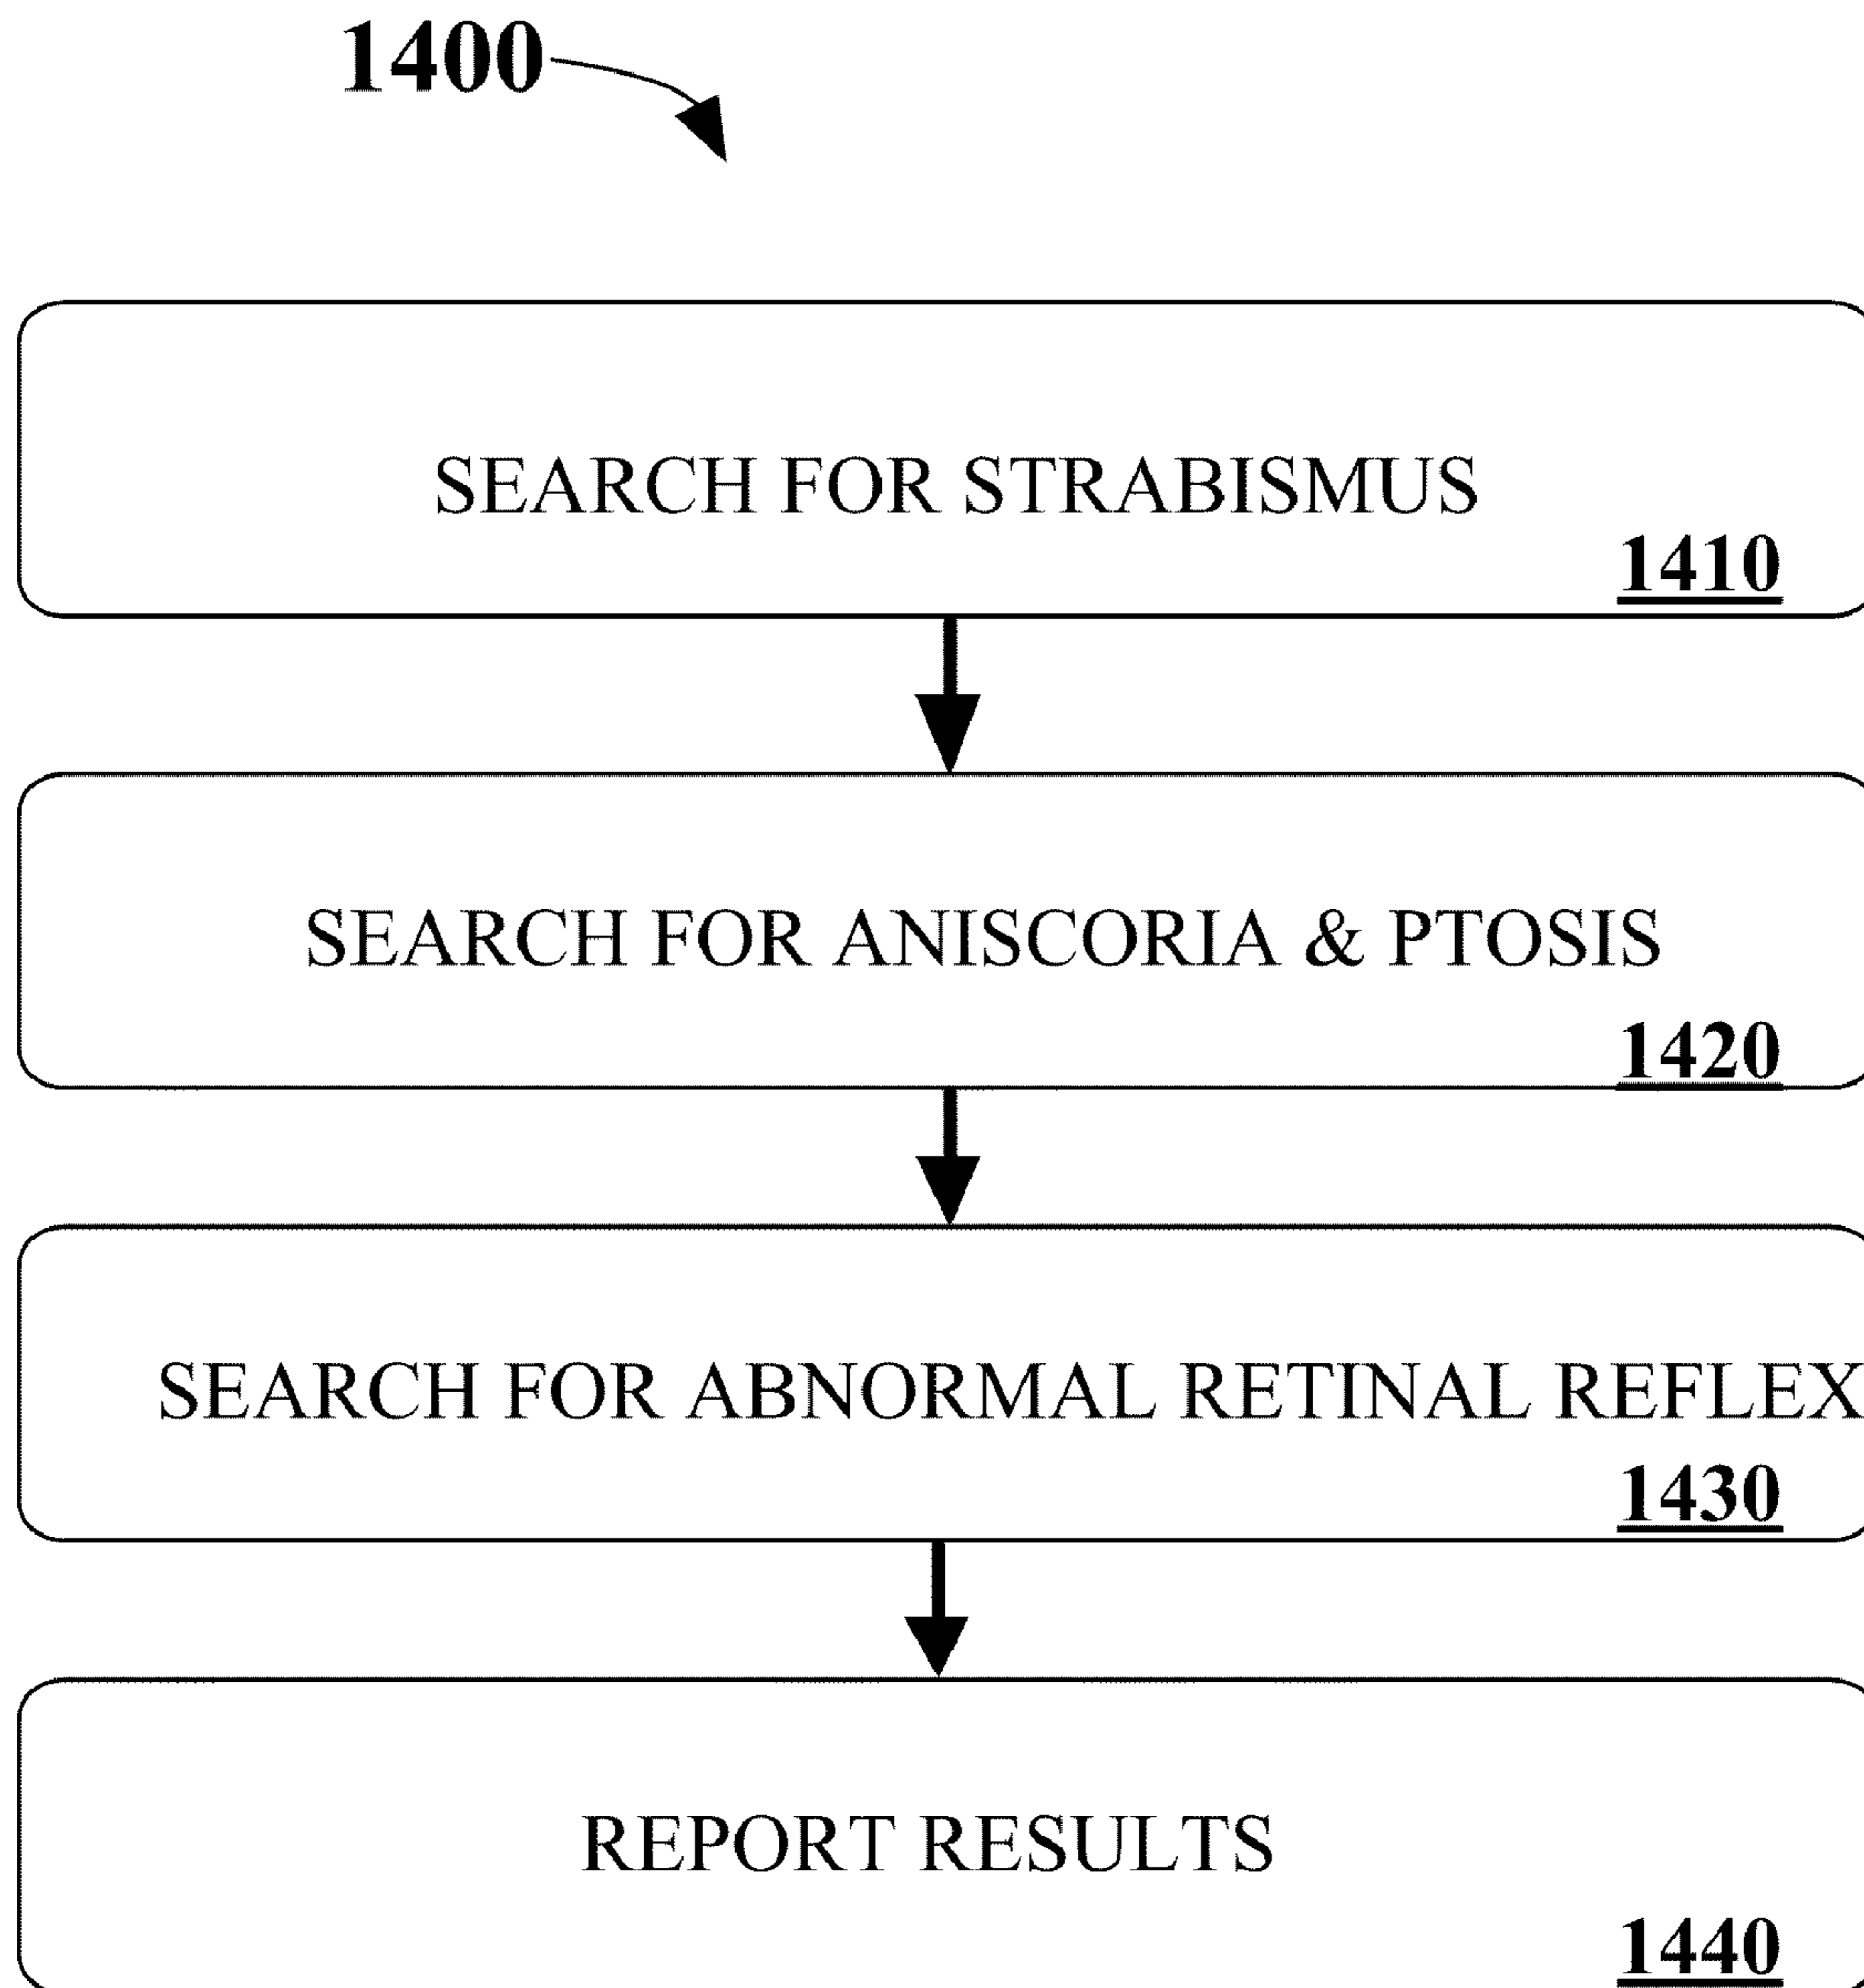 1400
SEARCH FOR STRABISMUS
1410
SEARCH FOR ANISCORIA & PTOSIS
1420
SEARCH FOR ABNORMAL RETINAL REFLEX
1430
REPORT RESULTS
1440